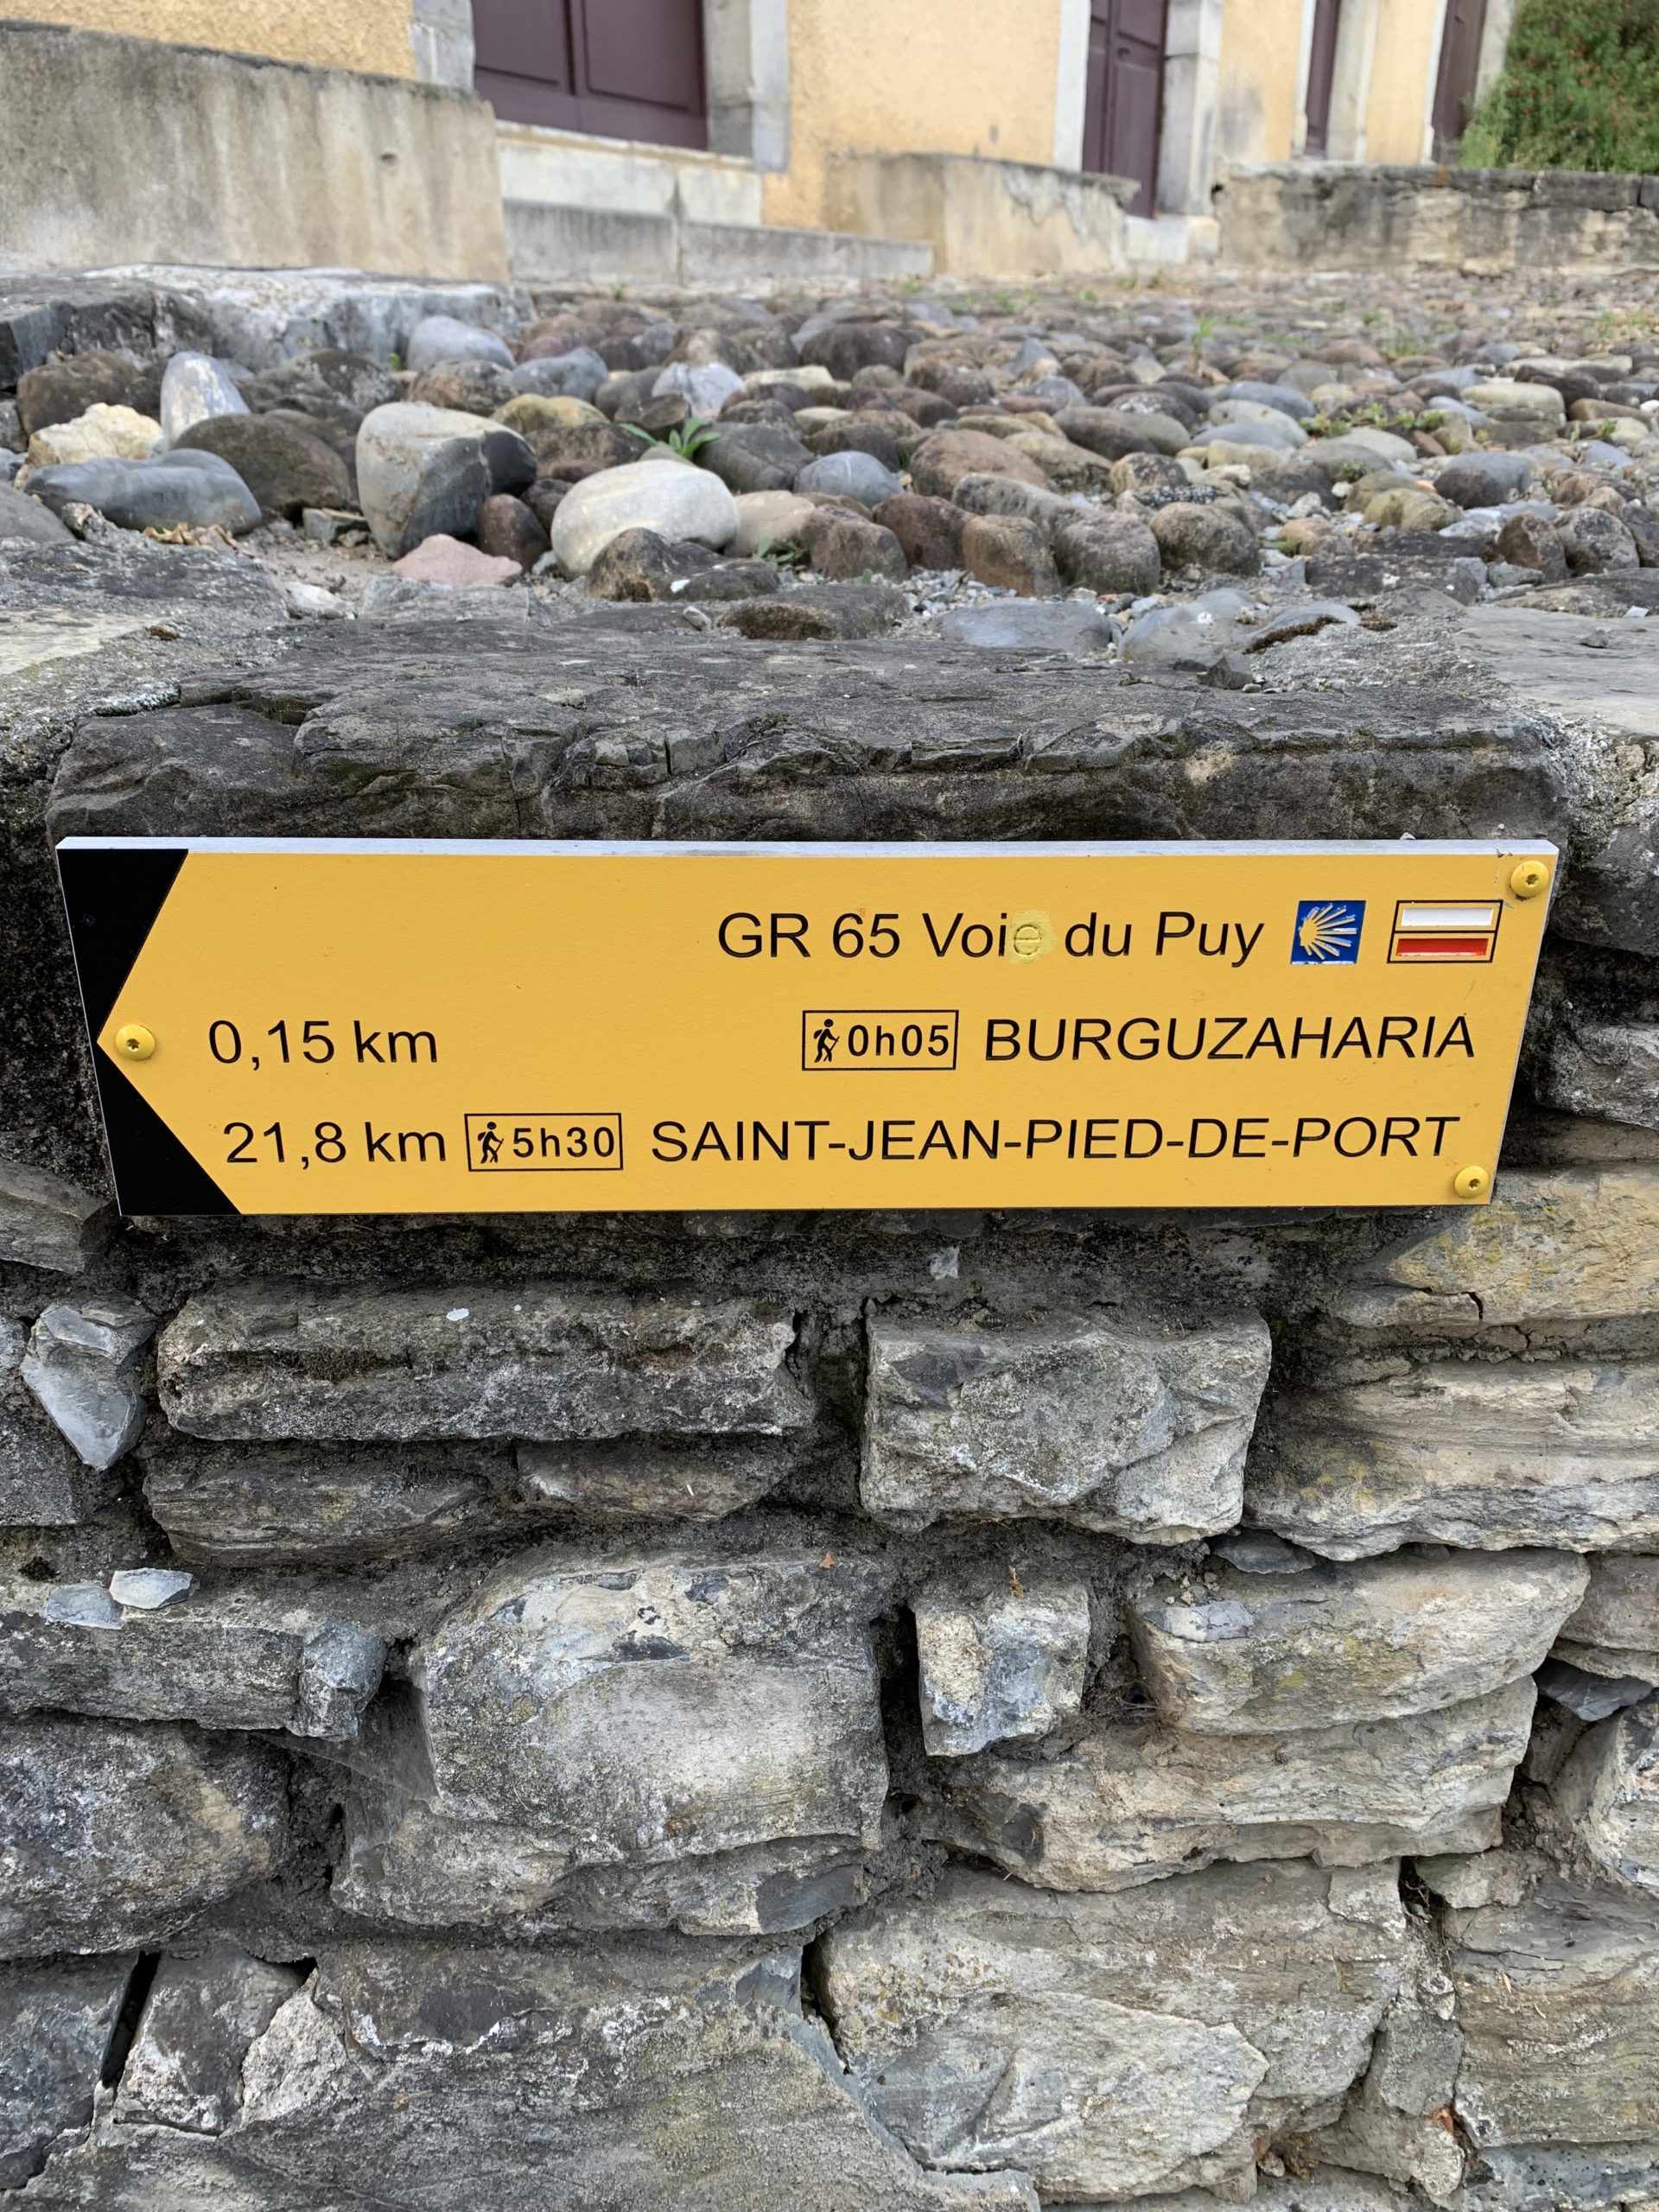 GR 65 Voie du Puy
0,15 km 0h05 BURGUZAHARIA
21,8 km 5h30 SAINT-JEAN-PIED-DE-PORT